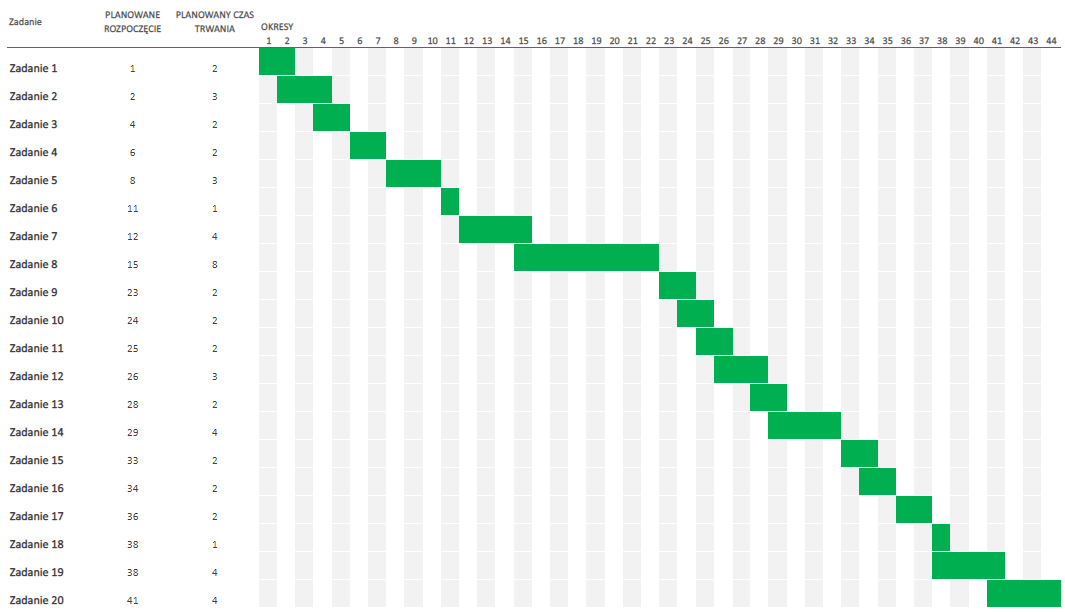 Zadanie PLANOWANE ROZPOCZĘCIE PLANOWANY CZAS TRWANIA OKRESY
1 2 3 4 5 6 7 8 9 10 11 12 13 14 15 16 17 18 19 20 21 22 23 24 25 26 27 28 29 30 31 32 33 34 35 36 37 38 39 40 41 42 43 44
Zadanie 1 1 2
Zadanie 2 2 3
Zadanie 3 4 2
Zadanie 4 6 2
Zadanie 5 8 3
Zadanie 6 11 1
Zadanie 7 12 4
Zadanie 8 15 8
Zadanie 9 23 2
Zadanie 10 24 2
Zadanie 11 25 2
Zadanie 12 26 3
Zadanie 13 28 2
Zadanie 14 29 4
Zadanie 15 33 2
Zadanie 16 34 2
Zadanie 17 36 2
Zadanie 18 38 1
Zadanie 19 38 4
Zadanie 20 41 4